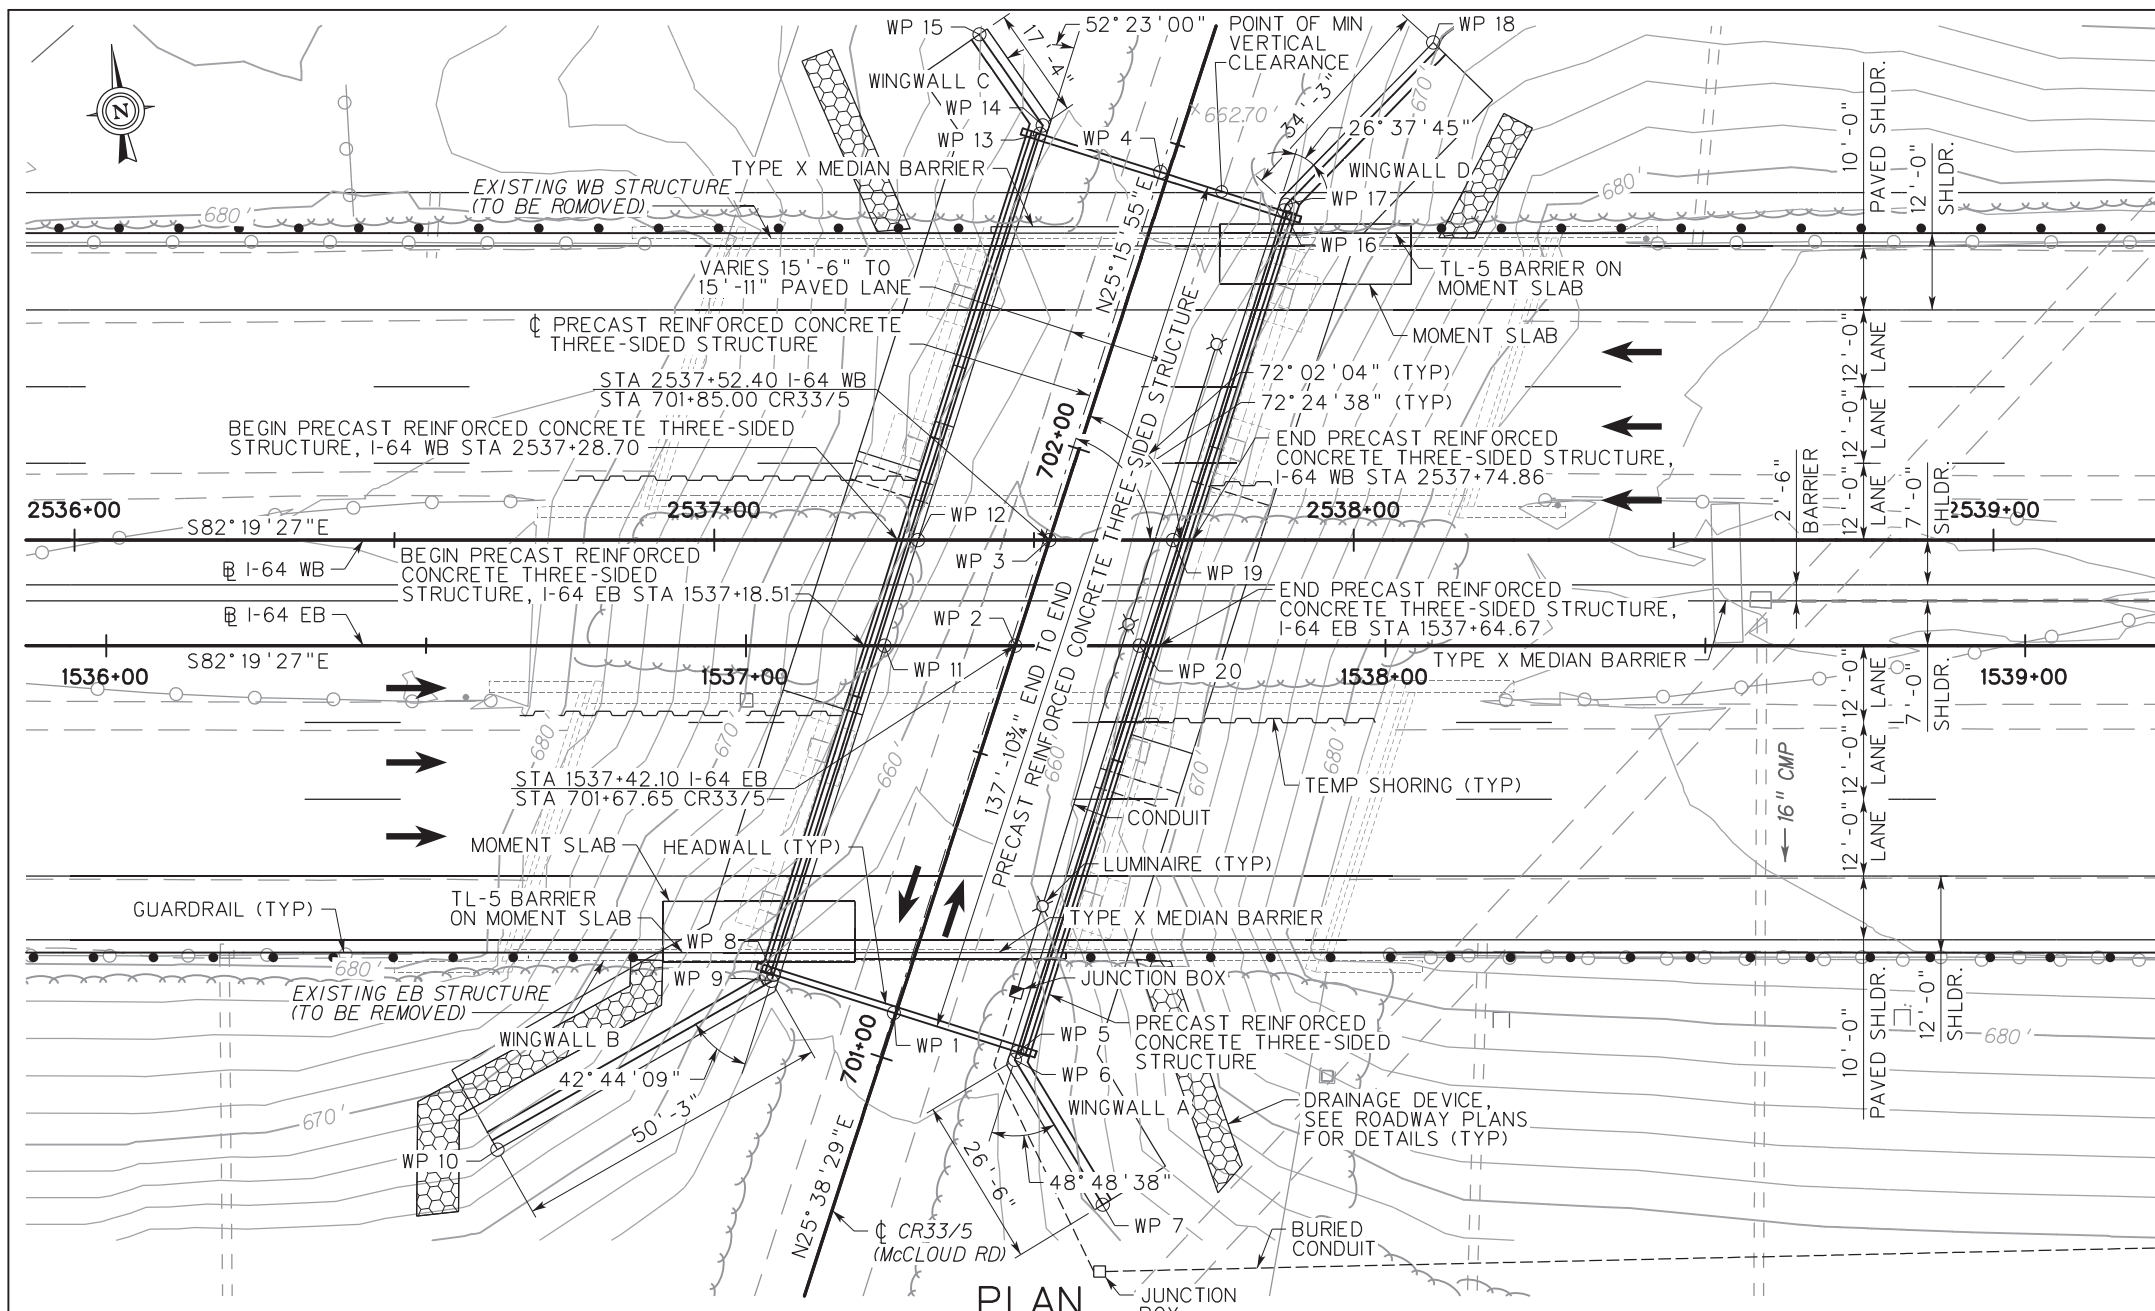 WP 15
17'-4"
52°23'00"
POINT OF MIN
VERTICAL
CLEARANCE
WP 18
WINGWALL C
WP 14
WP 13
WP 4
662.70'
34'-3"
26°37'45"
670'
WINGWALL D
WP 17
WP 16
10'-0"
PAVED SHLDR.
12'-0"
SHLDR.
N
TYPE X MEDIAN BARRIER
EXISTING WB STRUCTURE
(TO BE ROMOVED)
680'
680'
N25°15'55"E
VARIES 15'-6" TO
15'-11" PAVED LANE
TL-5 BARRIER ON
MOMENT SLAB
MOMENT SLAB
℄ PRECAST REINFORCED CONCRETE
THREE-SIDED STRUCTURE
STA 2537+52.40 I-64 WB
STA 701+85.00 CR33/5
72°02'04" (TYP)
72°24'38" (TYP)
12'-0"
LANE
12'-0"
LANE
12'-0"
LANE
BEGIN PRECAST REINFORCED CONCRETE THREE-SIDED
STRUCTURE, I-64 WB STA 2537+28.70
702+00
END PRECAST REINFORCED
CONCRETE THREE-SIDED STRUCTURE,
I-64 WB STA 2537+74.86
2'-6"
BARRIER
7'-0"
SHLDR.
2536+00
2537+00
2538+00
2539+00
S82°19'27"E
WP 12
WP 3
WP 19
BL I-64 WB
BEGIN PRECAST REINFORCED
CONCRETE THREE-SIDED
STRUCTURE, I-64 EB STA 1537+18.51
END PRECAST REINFORCED
CONCRETE THREE-SIDED STRUCTURE,
I-64 EB STA 1537+64.67
BL I-64 EB
WP 2
S82°19'27"E
WP 11
WP 20
TYPE X MEDIAN BARRIER
1536+00
1537+00
1538+00
1539+00
12'-0"
LANE
12'-0"
LANE
12'-0"
LANE
7'-0"
SHLDR.
137'-10¾" END TO END
PRECAST REINFORCED CONCRETE THREE-SIDED STRUCTURE
680'
670'
660'
660'
670'
680'
STA 1537+42.10 I-64 EB
STA 701+67.65 CR33/5
TEMP SHORING (TYP)
16" CMP
CONDUIT
MOMENT SLAB
HEADWALL (TYP)
LUMINAIRE (TYP)
TL-5 BARRIER
ON MOMENT SLAB
GUARDRAIL (TYP)
TYPE X MEDIAN BARRIER
WP 8
WP 9
680'
EXISTING EB STRUCTURE
(TO BE REMOVED)
JUNCTION BOX
WINGWALL B
701+00
WP 1
WP 5
WP 6
PRECAST REINFORCED
CONCRETE THREE-SIDED
STRUCTURE
10'-0"
PAVED SHLDR.
12'-0"
SHLDR.
680'
42°44'09"
50'-3"
670'
WINGWALL A
DRAINAGE DEVICE,
SEE ROADWAY PLANS
FOR DETAILS (TYP)
WP 10
N25°38'29"E
26'-6"
48°48'38"
WP 7
℄ CR33/5
(McCLOUD RD)
BURIED
CONDUIT
PLAN
JUNCTION
BOX